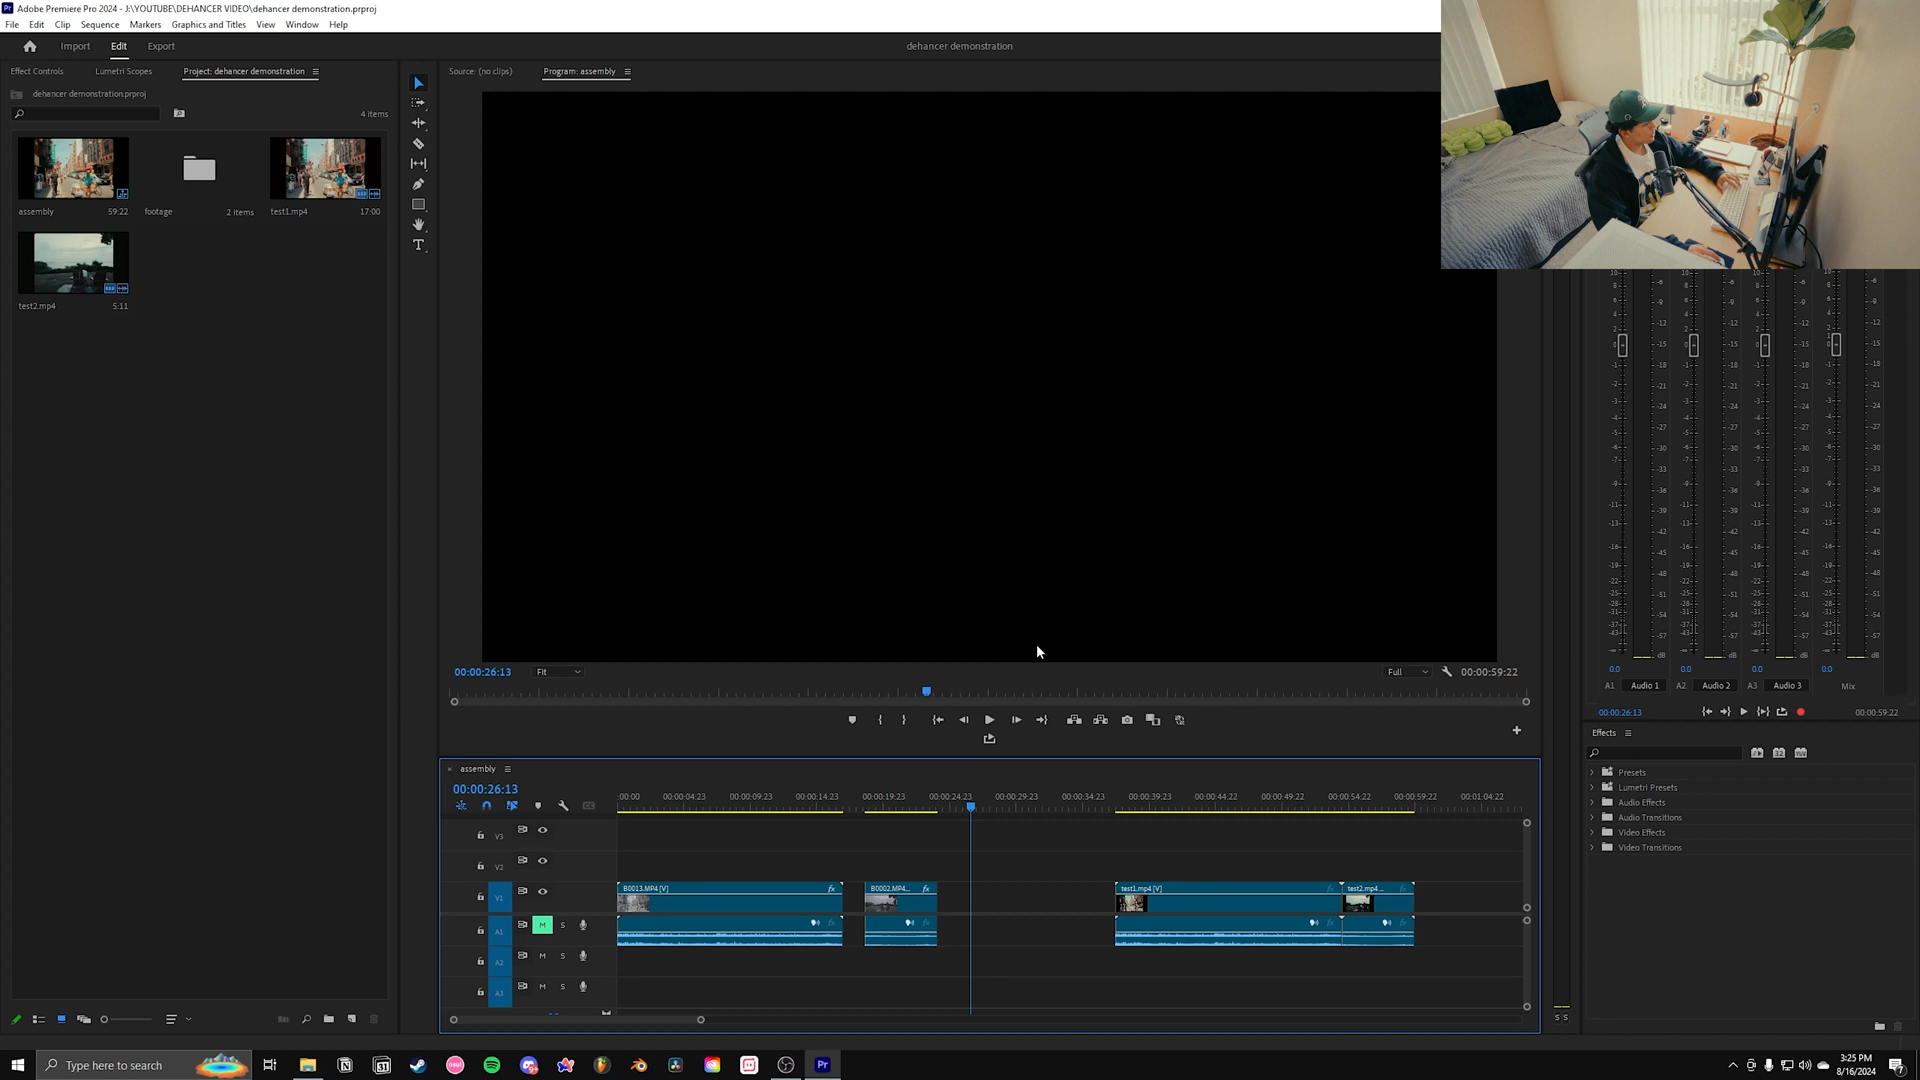 Adobe Premiere Pro 2024 - J:\YOUTUBE\DEHANCER VIDEO\dehancer demonstration.prproj
File Edit Clip Sequence Markers Graphics and Titles View Window Help
Import Edit Export
dehancer demonstration
Effect Controls Lumetri Scopes Project: dehancer demonstration
Source: (no clips) Program: assembly
dehancer demonstration.prproj
4 items
assembly 59:22
footage 2 items
test1.mp4 17:00
test2.mp4 5:11
00:00:26:13 Fit Full 00:00:59:22
0.0 0.0 0.0 0.0
A1 Audio 1 A2 Audio 2 A3 Audio 3 Mix
00:00:26:13 00:00:59:22
Effects
Presets
Lumetri Presets
Audio Effects
Audio Transitions
Video Effects
Video Transitions
assembly
00:00:26:13
:00:00 00:00:04:23 00:00:09:23 00:00:14:23 00:00:19:23 00:00:24:23 00:00:29:23 00:00:34:23 00:00:39:23 00:00:44:22 00:00:49:22 00:00:54:22 00:00:59:22 00:01:04:22
V3
V2
V1 B0013.MP4 [V] fx B0002.MP4... fx test1.mp4 [V] fx test2.mp4 ... fx
A1 M S
A2 M S
A3 M S
S S
Type here to search
3:25 PM
8/16/2024